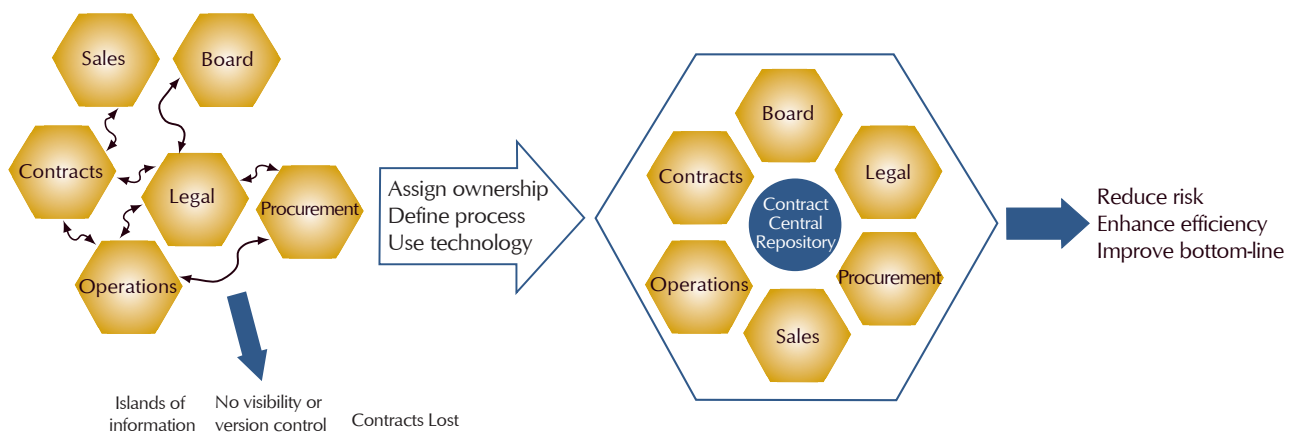 Sales
Board
Contracts
Legal
Procurement
Operations
Islands of
information
No visibility or
version control
Contracts Lost
Assign ownership
Define process
Use technology
Board
Contracts
Legal
Contract
Central
Repository
Operations
Procurement
Sales
Reduce risk
Enhance efficiency
Improve bottom-line